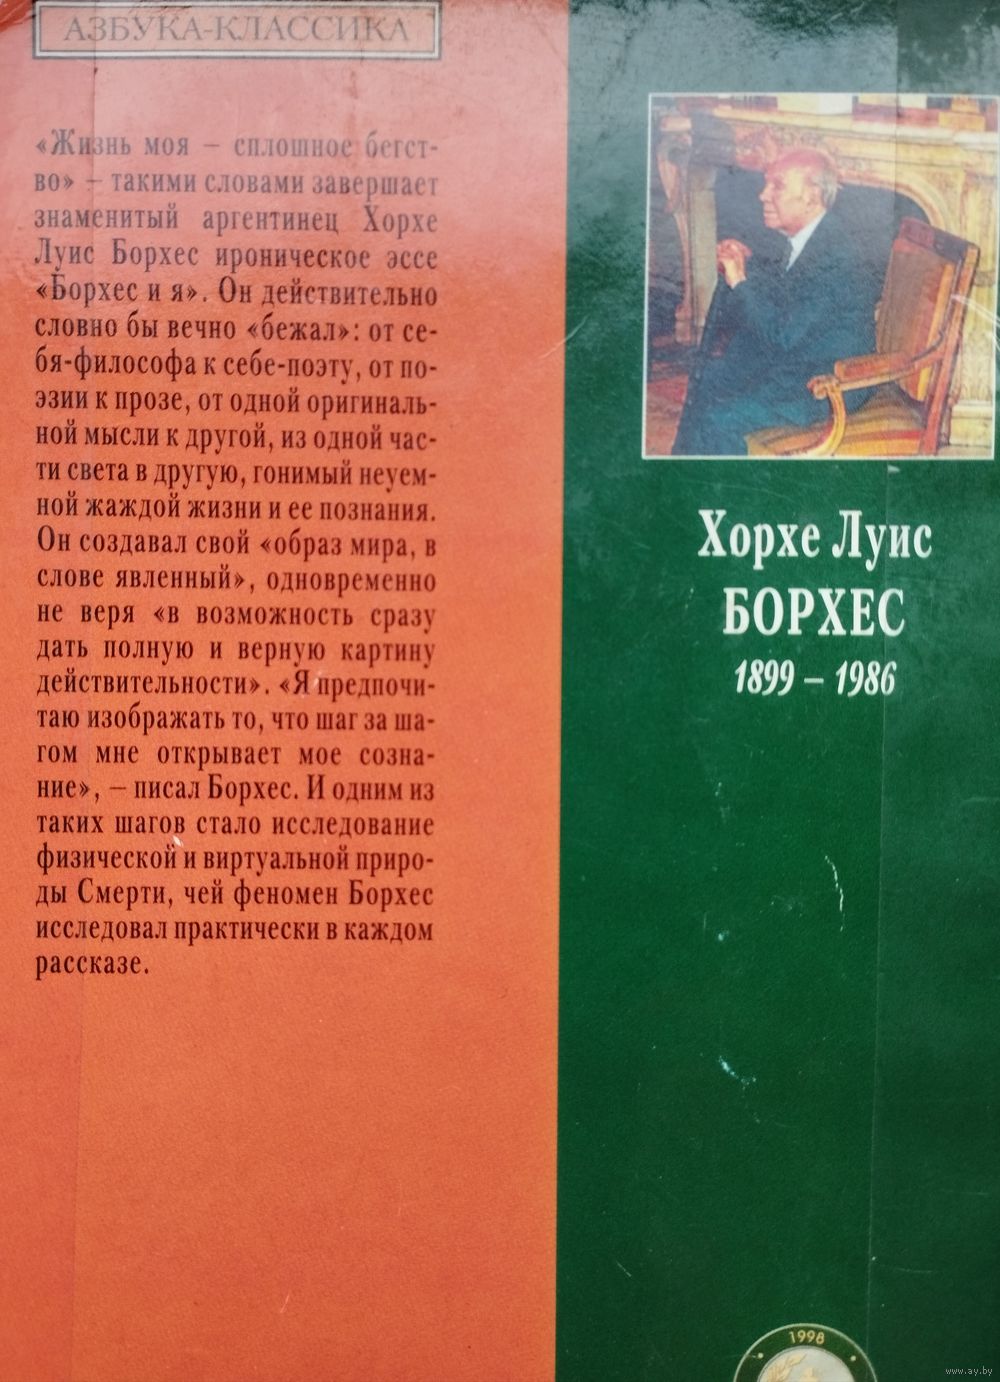 АЗБУКА-КЛАССИКА
«Жизнь моя – сплошное бегст-
во» – такими словами завершает
знаменитый аргентинец Хорхе
Луис Борхес ироническое эссе
«Борхес и я». Он действительно
словно бы вечно «бежал»: от се-
бя-философа к себе-поэту, от по-
эзии к прозе, от одной оригиналь-
ной мысли к другой, из одной час-
ти света в другую, гонимый неуем-
ной жаждой жизни и ее познания.
Он создавал свой «образ мира, в
слове явленный», одновременно
не веря «в возможность сразу
дать полную и верную картину
действительности». «Я предпочи-
таю изображать то, что шаг за ша-
гом мне открывает мое созна-
ние», – писал Борхес. И одним из
таких шагов стало исследование
физической и виртуальной приро-
ды Смерти, чей феномен Борхес
исследовал практически в каждом
рассказе.
Хорхе Луис
БОРХЕС
1899 – 1986
1998
www.ay.by